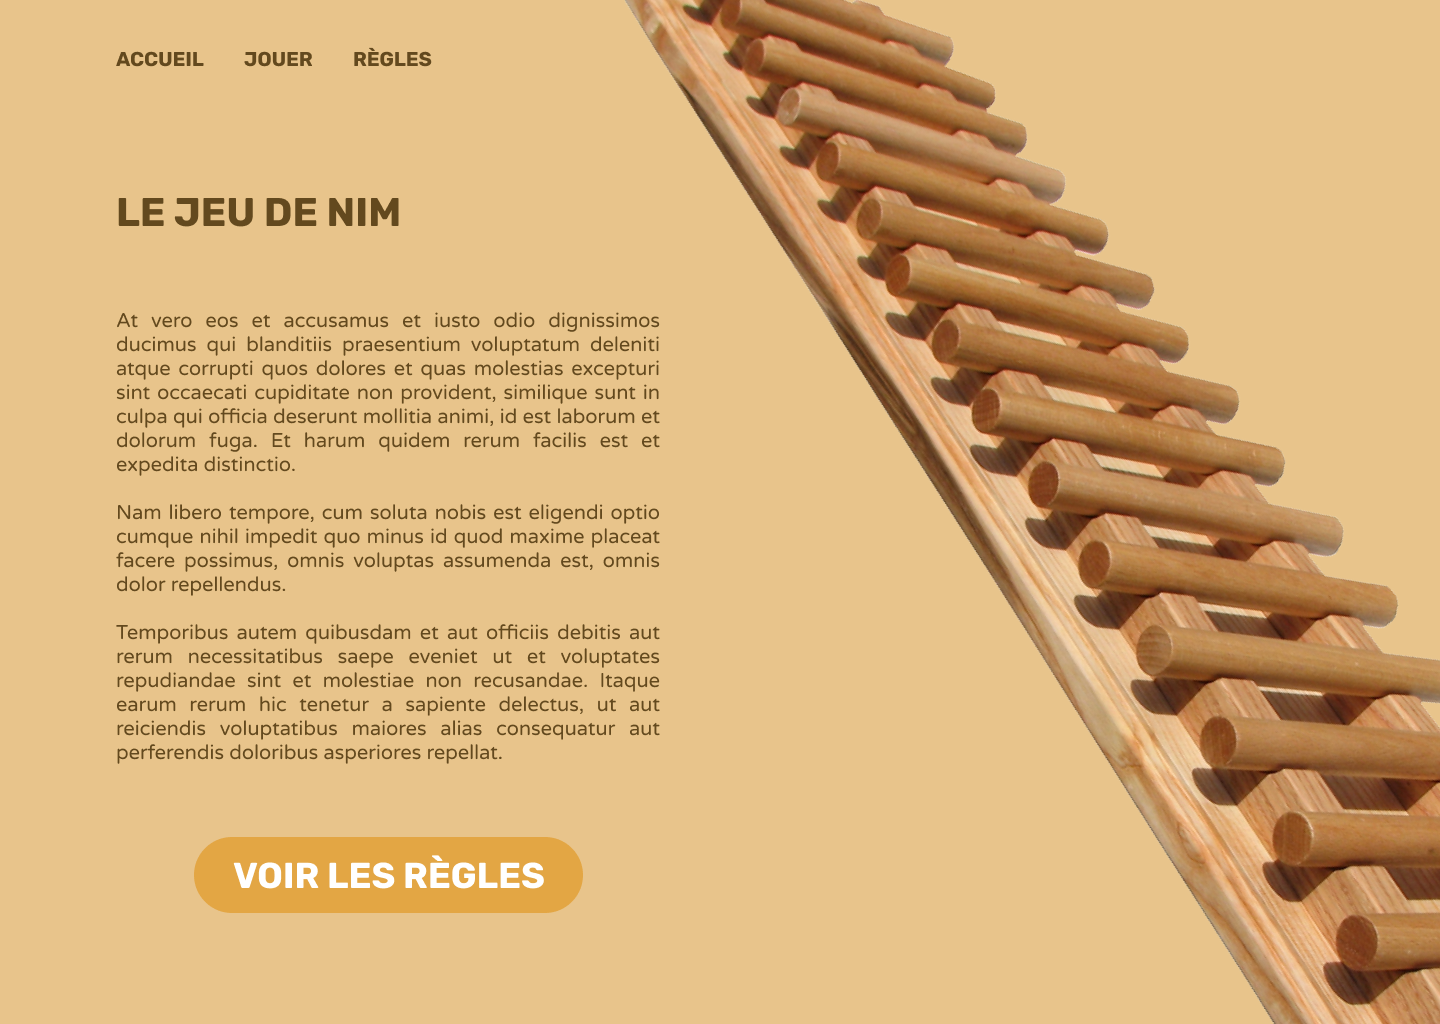 ACCUEIL JOUER RÈGLES
LE JEU DE NIM
At vero eos et accusamus et iusto odio dignissimos
ducimus qui blanditiis praesentium voluptatum deleniti
atque corrupti quos dolores et quas molestias excepturi
sint occaecati cupiditate non provident, similique sunt in
culpa qui officia deserunt mollitia animi, id est laborum et
dolorum fuga. Et harum quidem rerum facilis est et
expedita distinctio.
Nam libero tempore, cum soluta nobis est eligendi optio
cumque nihil impedit quo minus id quod maxime placeat
facere possimus, omnis voluptas assumenda est, omnis
dolor repellendus.
Temporibus autem quibusdam et aut officiis debitis aut
rerum necessitatibus saepe eveniet ut et voluptates
repudiandae sint et molestiae non recusandae. Itaque
earum rerum hic tenetur a sapiente delectus, ut aut
reiciendis voluptatibus maiores alias consequatur aut
perferendis doloribus asperiores repellat.
VOIR LES RÈGLES